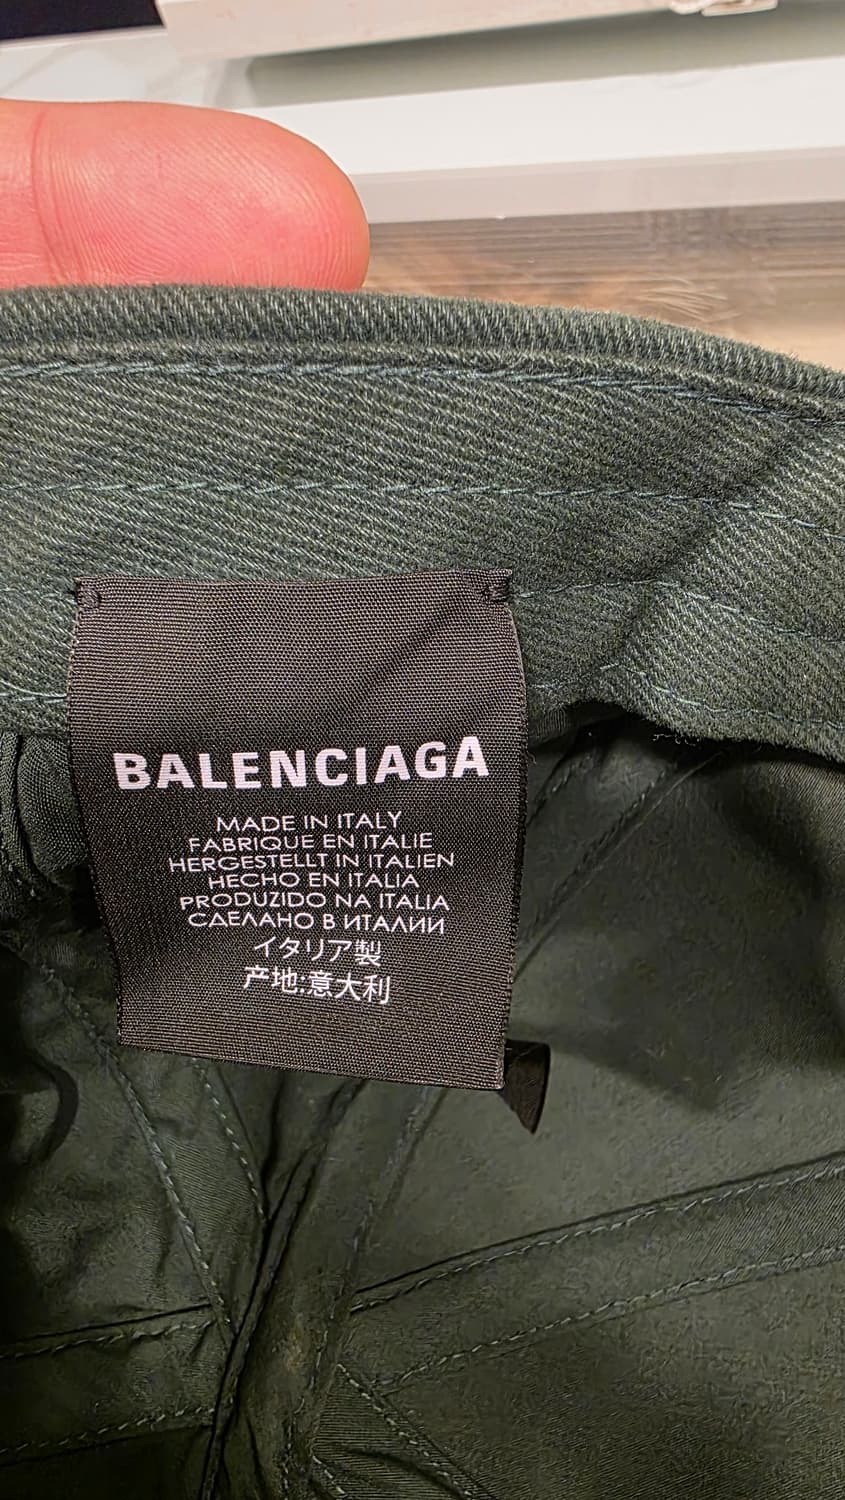 BALENCIAGA
MADE IN ITALY
FABRIQUE EN ITALIE
HERGESTELLT IN ITALIEN
HECHO EN ITALIA
PRODUZIDO NA ITALIA
СДЕЛАНО В ИТАЛИИ
イタリア製
产地:意大利